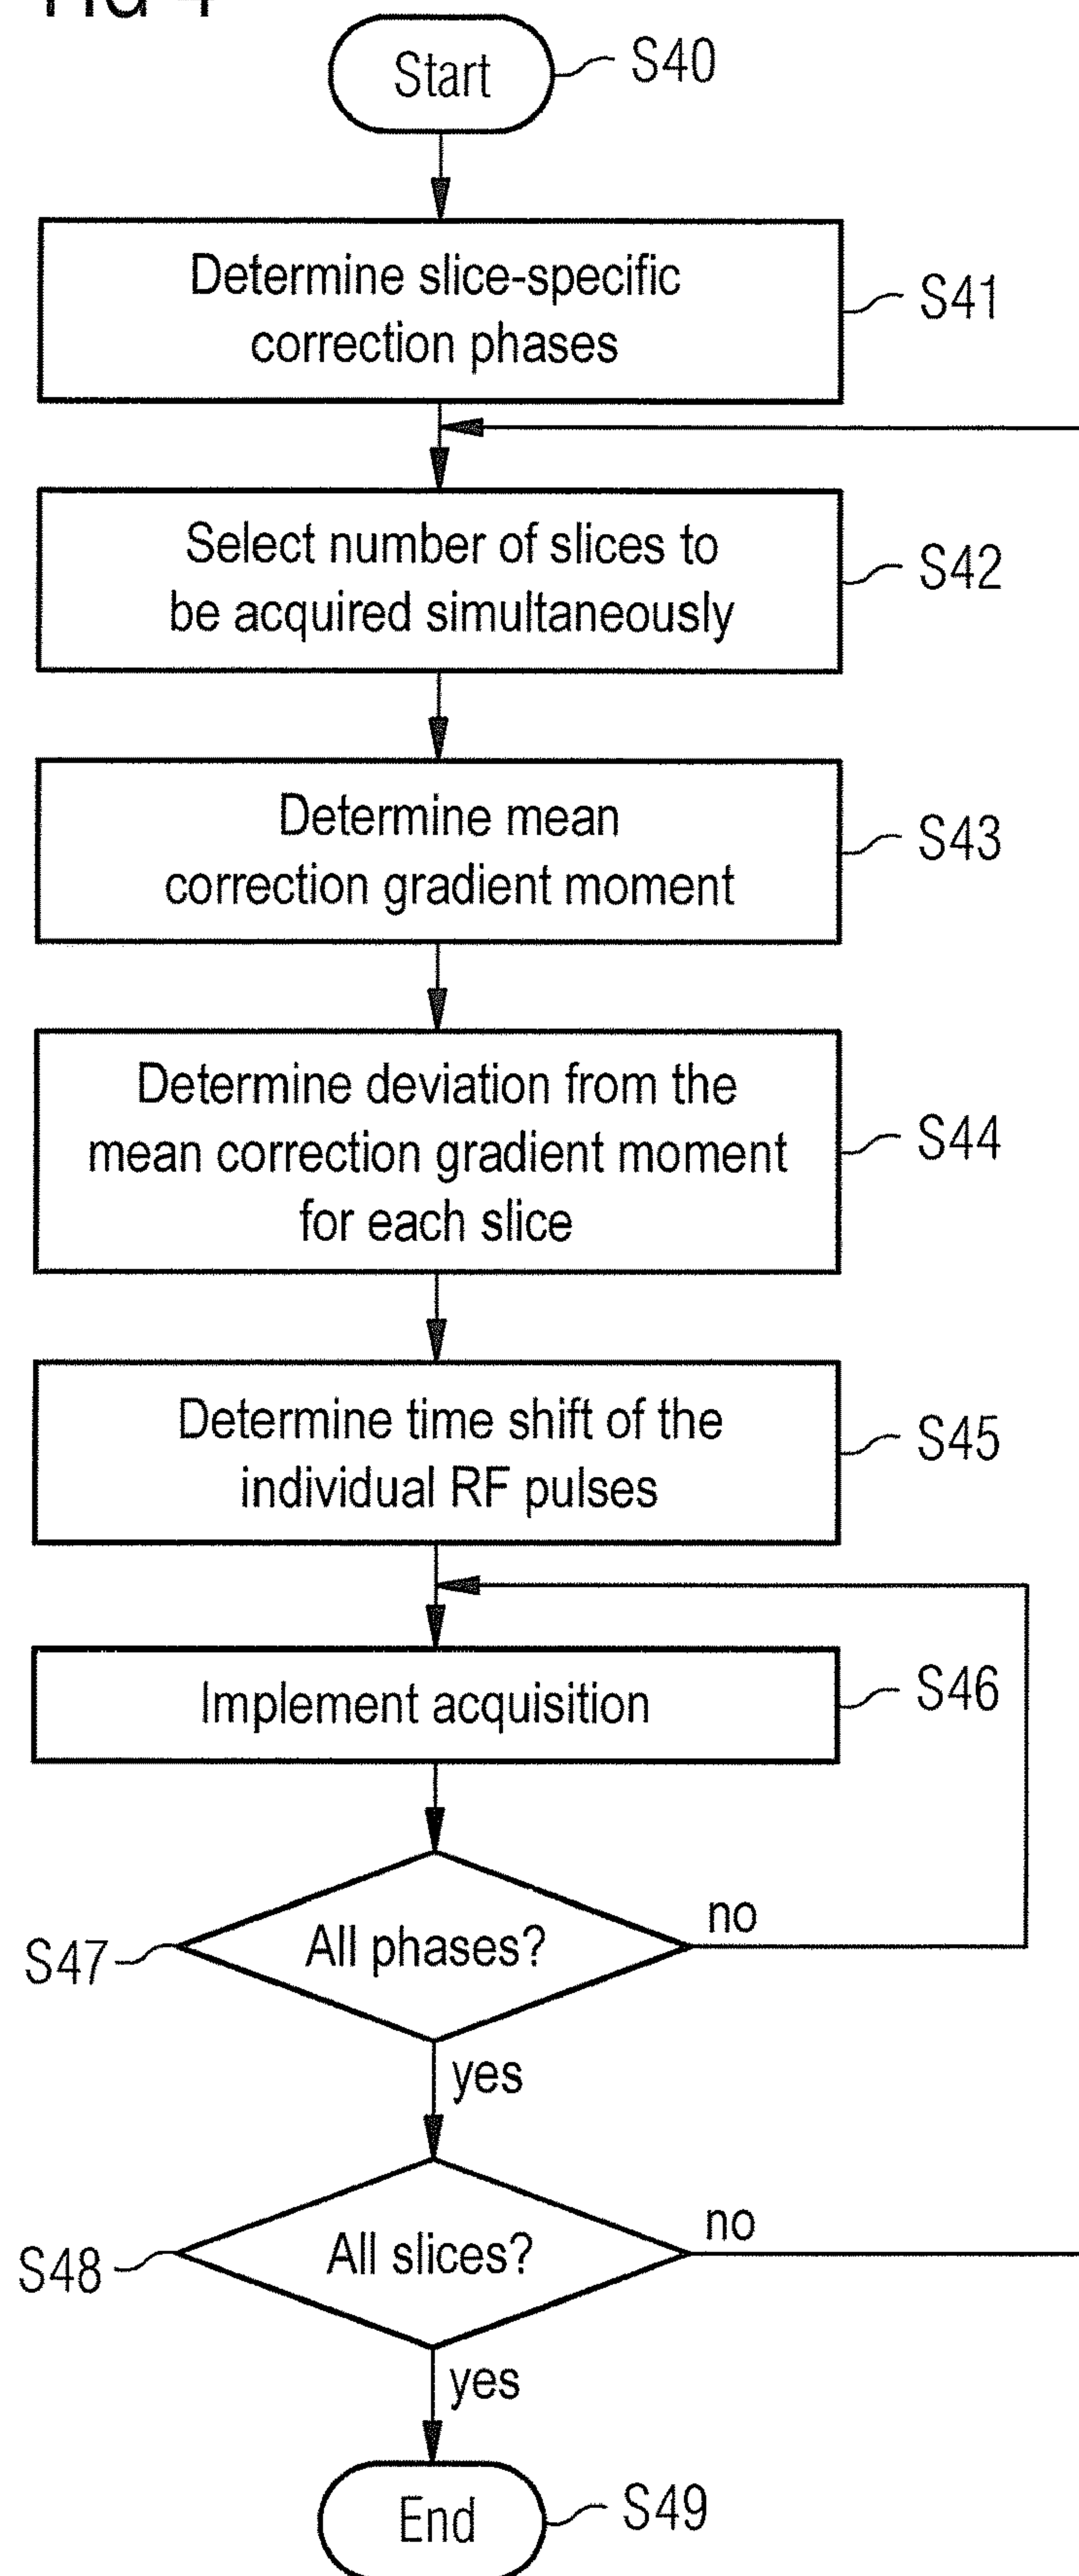 Start
S40
Determine slice-specific
correction phases
S41
Select number of slices to
be acquired simultaneously
S42
Determine mean
correction gradient moment
S43
Determine deviation from the
mean correction gradient moment
for each slice
S44
Determine time shift of the
individual RF pulses
S45
Implement acquisition
S46
All phases?
no
S47
yes
All slices?
no
S48
yes
End
S49